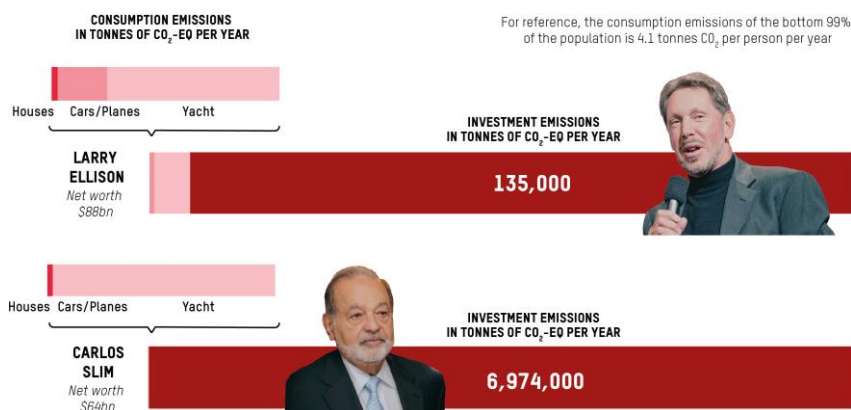 CONSUMPTION EMISSIONS
IN TONNES OF CO₂-EQ PER YEAR
For reference, the consumption emissions of the bottom 99%
of the population is 4.1 tonnes CO₂ per person per year
Houses Cars/Planes Yacht
INVESTMENT EMISSIONS
IN TONNES OF CO₂-EQ PER YEAR
LARRY
ELLISON
Net worth
$88bn
135,000
Houses Cars/Planes Yacht
INVESTMENT EMISSIONS
IN TONNES OF CO₂-EQ PER YEAR
CARLOS
SLIM
Net worth
$64bn
6,974,000